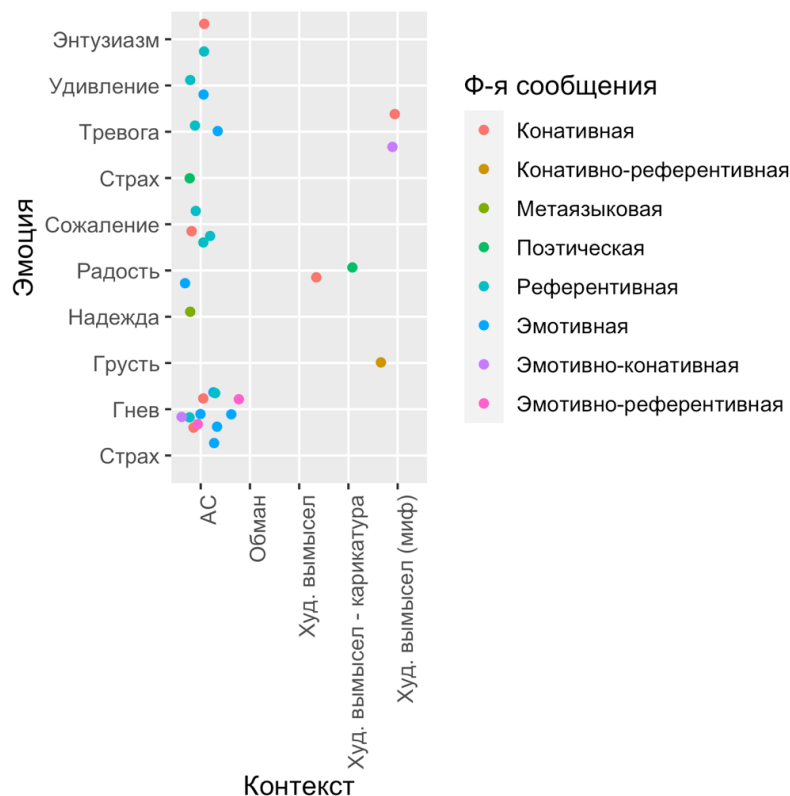 Энтузиазм
Удивление
Тревога
Страх
Сожаление
Радость
Надежда
Грусть
Гнев
Страх
Эмоция
АС
Обман
Худ. вымысел
Худ. вымысел - карикатура
Худ. вымысел (миф)
Контекст
Ф-я сообщения
Конативная
Конативно-референтивная
Метаязыковая
Поэтическая
Референтивная
Эмотивная
Эмотивно-конативная
Эмотивно-референтивная